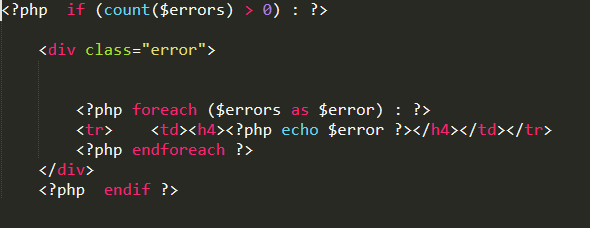 <?php  if (count($errors) > 0) : ?>
<div class="error">
<?php foreach ($errors as $error) : ?>
<tr>    <td><h4><?php echo $error ?></h4></td></tr>
<?php endforeach ?>
</div>
<?php  endif ?>